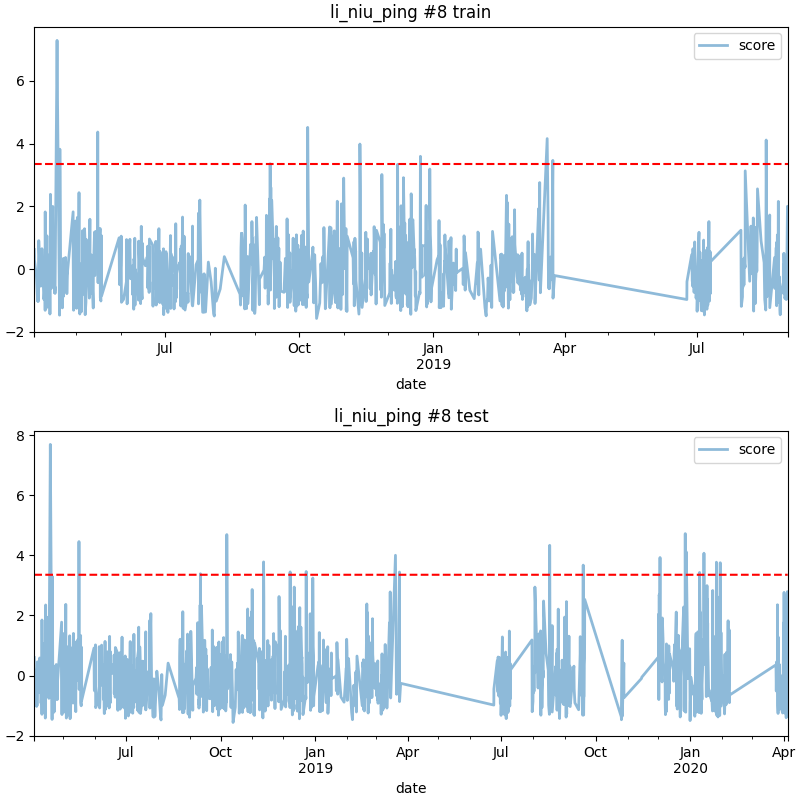 li_niu_ping #8 train
score
6
4
2
0
−2
Jul Oct Jan Apr Jul
2019
date
li_niu_ping #8 test
score
8
6
4
2
0
−2
Jul Oct Jan Apr Jul Oct Jan Apr
2019 2020
date